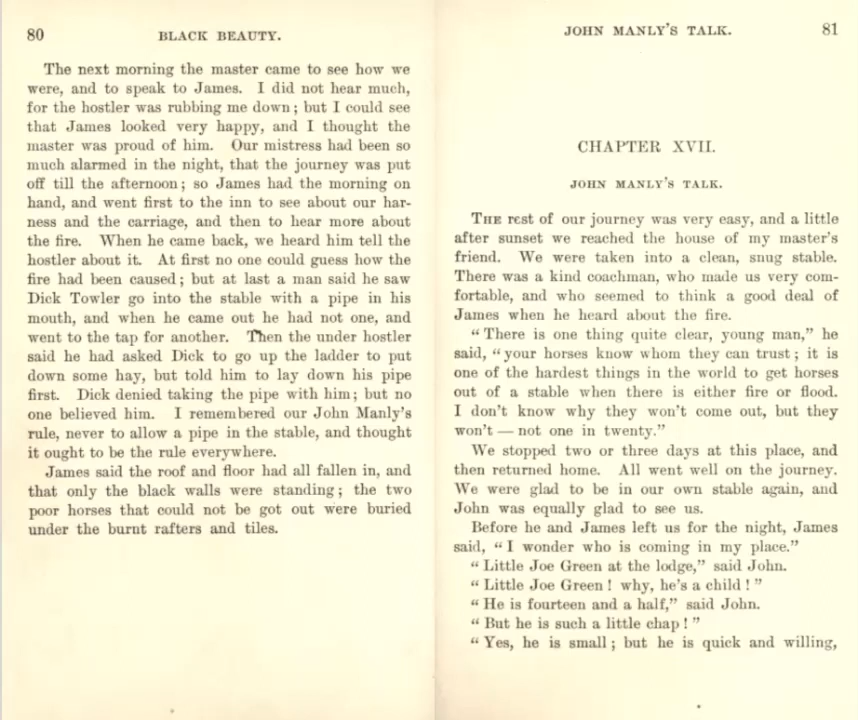 80 BLACK BEAUTY.
The next morning the master came to see how we
were, and to speak to James. I did not hear much,
for the hostler was rubbing me down; but I could see
that James looked very happy, and I thought the
master was proud of him. Our mistress had been so
much alarmed in the night, that the journey was put
off till the afternoon; so James had the morning on
hand, and went first to the inn to see about our har-
ness and the carriage, and then to hear more about
the fire. When he came back, we heard him tell the
hostler about it. At first no one could guess how the
fire had been caused; but at last a man said he saw
Dick Towler go into the stable with a pipe in his
mouth, and when he came out he had not one, and
went to the tap for another. Then the under hostler
said he had asked Dick to go up the ladder to put
down some hay, but told him to lay down his pipe
first. Dick denied taking the pipe with him; but no
one believed him. I remembered our John Manly's
rule, never to allow a pipe in the stable, and thought
it ought to be the rule everywhere.
James said the roof and floor had all fallen in, and
that only the black walls were standing; the two
poor horses that could not be got out were buried
under the burnt rafters and tiles.
JOHN MANLY'S TALK. 81
CHAPTER XVII.
JOHN MANLY'S TALK.
THE rest of our journey was very easy, and a little
after sunset we reached the house of my master's
friend. We were taken into a clean, snug stable.
There was a kind coachman, who made us very com-
fortable, and who seemed to think a good deal of
James when he heard about the fire.
"There is one thing quite clear, young man," he
said, "your horses know whom they can trust; it is
one of the hardest things in the world to get horses
out of a stable when there is either fire or flood.
I don't know why they won't come out, but they
won't — not one in twenty."
We stopped two or three days at this place, and
then returned home. All went well on the journey.
We were glad to be in our own stable again, and
John was equally glad to see us.
Before he and James left us for the night, James
said, "I wonder who is coming in my place."
"Little Joe Green at the lodge," said John.
"Little Joe Green! why, he's a child!"
"He is fourteen and a half," said John.
"But he is such a little chap!"
"Yes, he is small; but he is quick and willing,